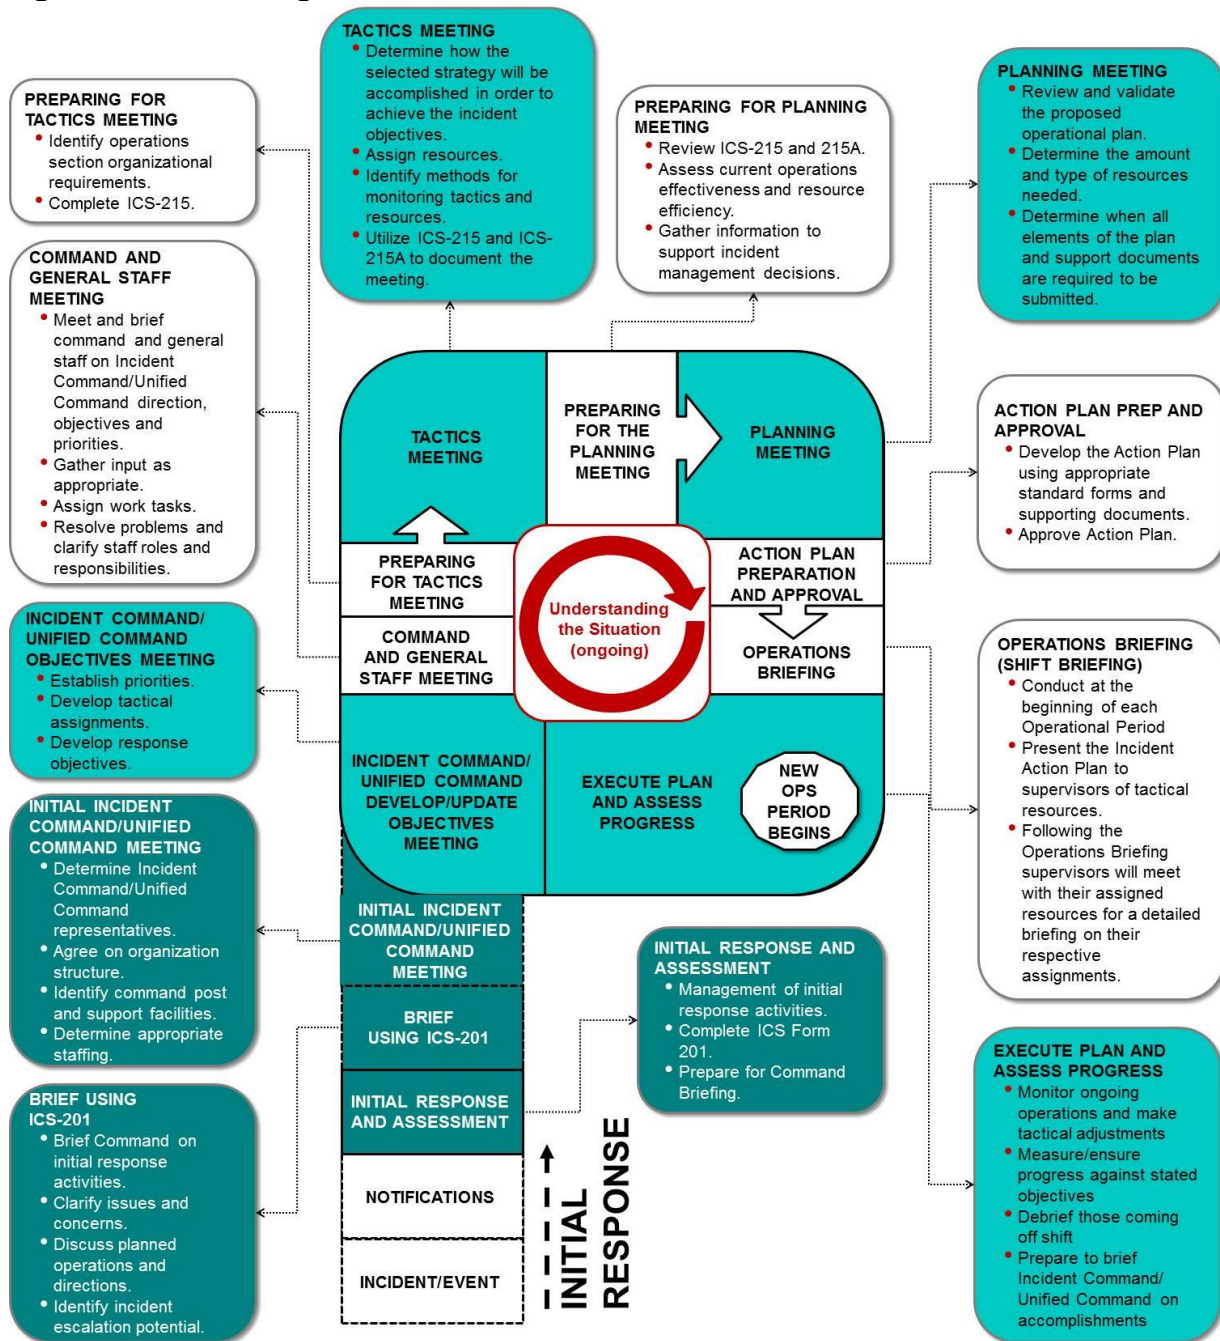 TACTICS MEETING
• Determine how the
selected strategy will be
accomplished in order to
achieve the incident
objectives.
• Assign resources.
• Identify methods for
monitoring tactics and
resources.
• Utilize ICS-215 and ICS-
215A to document the
meeting.
PREPARING FOR
TACTICS MEETING
• Identify operations
section organizational
requirements.
• Complete ICS-215.
PREPARING FOR PLANNING
MEETING
• Review ICS-215 and 215A.
• Assess current operations
effectiveness and resource
efficiency.
• Gather information to
support incident
management decisions.
PLANNING MEETING
• Review and validate
the proposed
operational plan.
• Determine the amount
and type of resources
needed.
• Determine when all
elements of the plan
and support documents
are required to be
submitted.
COMMAND AND
GENERAL STAFF
MEETING
• Meet and brief
command and general
staff on Incident
Command/Unified
Command direction,
objectives and
priorities.
• Gather input as
appropriate.
• Assign work tasks.
• Resolve problems and
clarify staff roles and
responsibilities.
TACTICS
MEETING
PREPARING
FOR THE
PLANNING
MEETING
PLANNING
MEETING
ACTION PLAN PREP AND
APPROVAL
• Develop the Action Plan
using appropriate
standard forms and
supporting documents.
• Approve Action Plan.
PREPARING
FOR TACTICS
MEETING
COMMAND
AND GENERAL
STAFF MEETING
Understanding
the Situation
(ongoing)
ACTION PLAN
PREPARATION
AND APPROVAL
OPERATIONS
BRIEFING
INCIDENT COMMAND/
UNIFIED COMMAND
OBJECTIVES MEETING
• Establish priorities.
• Develop tactical
assignments.
• Develop response
objectives.
OPERATIONS BRIEFING
(SHIFT BRIEFING)
• Conduct at the
beginning of each
Operational Period
• Present the Incident
Action Plan to
supervisors of tactical
resources.
• Following the
Operations Briefing
supervisors will meet
with their assigned
resources for a detailed
briefing on their
respective
assignments.
INCIDENT COMMAND/
UNIFIED COMMAND
DEVELOP/UPDATE
OBJECTIVES
MEETING
EXECUTE PLAN
AND ASSESS
PROGRESS
NEW
OPS
PERIOD
BEGINS
INITIAL INCIDENT
COMMAND/UNIFIED
COMMAND MEETING
• Determine Incident
Command/Unified
Command
representatives.
• Agree on organization
structure.
• Identify command post
and support facilities.
• Determine appropriate
staffing.
INITIAL INCIDENT
COMMAND/UNIFIED
COMMAND
MEETING
BRIEF
USING ICS-201
INITIAL RESPONSE
AND ASSESSMENT
NOTIFICATIONS
INCIDENT/EVENT
INITIAL
RESPONSE
INITIAL RESPONSE AND
ASSESSMENT
• Management of initial
response activities.
• Complete ICS Form
201.
• Prepare for Command
Briefing.
BRIEF USING
ICS-201
• Brief Command on
initial response
activities.
• Clarify issues and
concerns.
• Discuss planned
operations and
directions.
• Identify incident
escalation potential.
EXECUTE PLAN AND
ASSESS PROGRESS
• Monitor ongoing
operations and make
tactical adjustments
• Measure/ensure
progress against stated
objectives
• Debrief those coming
off shift
• Prepare to brief
Incident Command/
Unified Command on
accomplishments